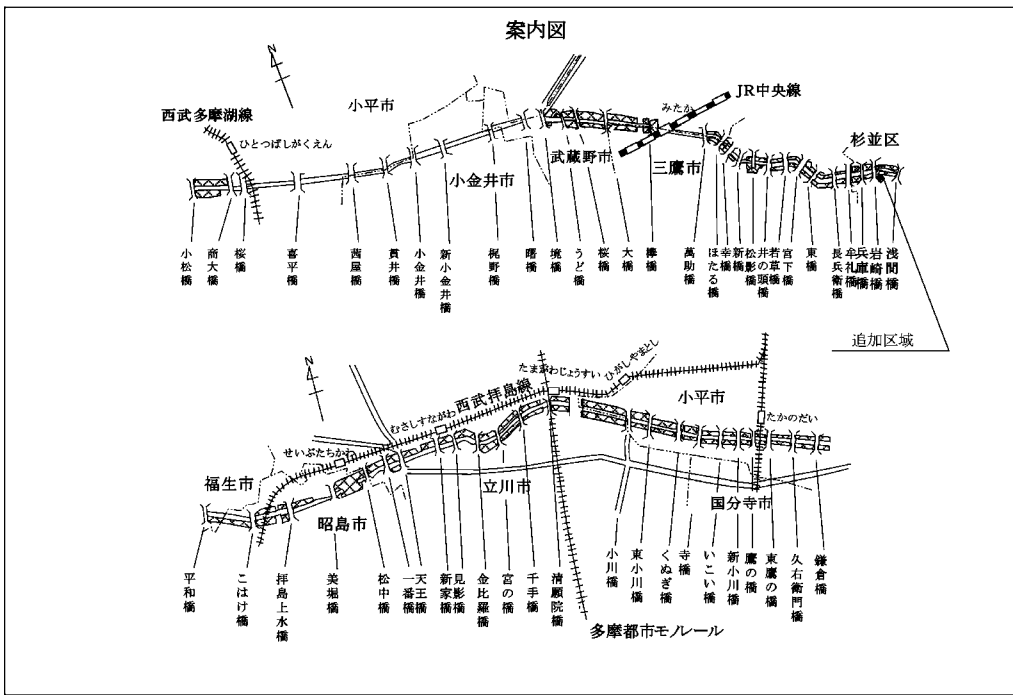 案内図
N
小平市
西武多摩湖線
ひとつばしがくえん
みたか
JR中央線
武蔵野市
杉並区
三鷹市
小金井市
小松橋
商大橋
桜橋
喜平橋
茜屋橋
貫井橋
小金井橋
新小金井橋
梶野橋
曙橋
境橋
うど橋
桜橋
大橋
欅橋
萬助橋
ほたる橋
幸橋
新橋
松影橋
井の頭橋
若草橋
宮下橋
東橋
長兵衛橋
牟礼橋
兵庫橋
岩崎橋
浅間橋
追加区域
N
たまがわじょうすい
ひがしやまとし
小平市
むさしすながわ
西武拝島線
たかのだい
せいぶたちかわ
福生市
立川市
昭島市
国分寺市
平和橋
こはけ橋
拝島上水橋
美堀橋
松中橋
一番橋
天王橋
新家橋
見影橋
金比羅橋
宮の橋
千手橋
清願院橋
小川橋
東小川橋
くぬぎ橋
寺橋
いこい橋
新小川橋
鷹の橋
東鷹の橋
久右衛門橋
鎌倉橋
多摩都市モノレール